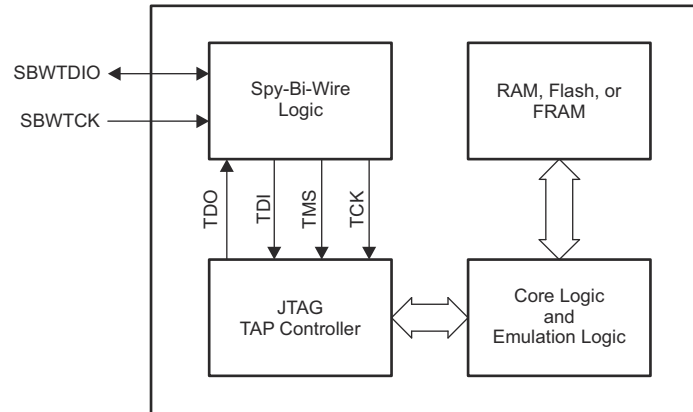 SBWTDIO
SBWTCK
Spy-Bi-Wire
Logic
RAM, Flash, or
FRAM
TDO
TDI
TMS
TCK
JTAG
TAP Controller
Core Logic
and
Emulation Logic